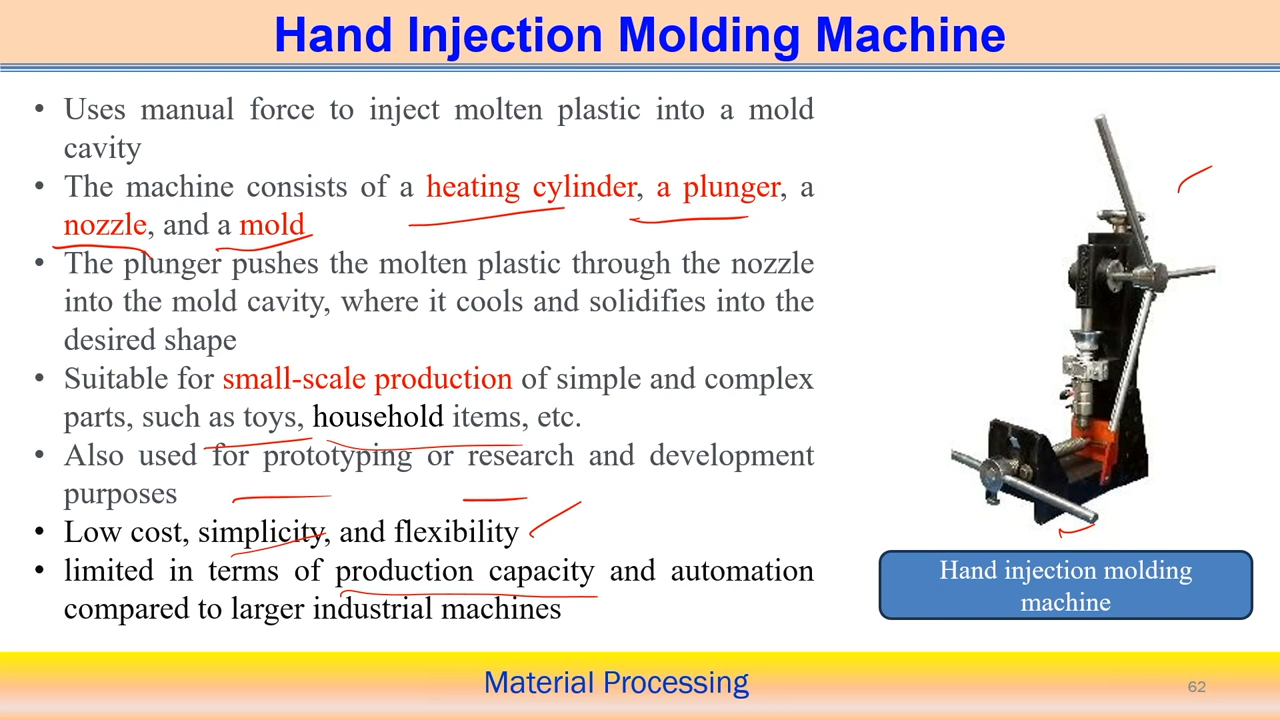 Hand Injection Molding Machine
• Uses manual force to inject molten plastic into a mold
cavity
• The machine consists of a heating cylinder, a plunger, a
nozzle, and a mold
• The plunger pushes the molten plastic through the nozzle
into the mold cavity, where it cools and solidifies into the
desired shape
• Suitable for small-scale production of simple and complex
parts, such as toys, household items, etc.
• Also used for prototyping or research and development
purposes
• Low cost, simplicity, and flexibility
• limited in terms of production capacity and automation
compared to larger industrial machines
Hand injection molding
machine
Material Processing
62